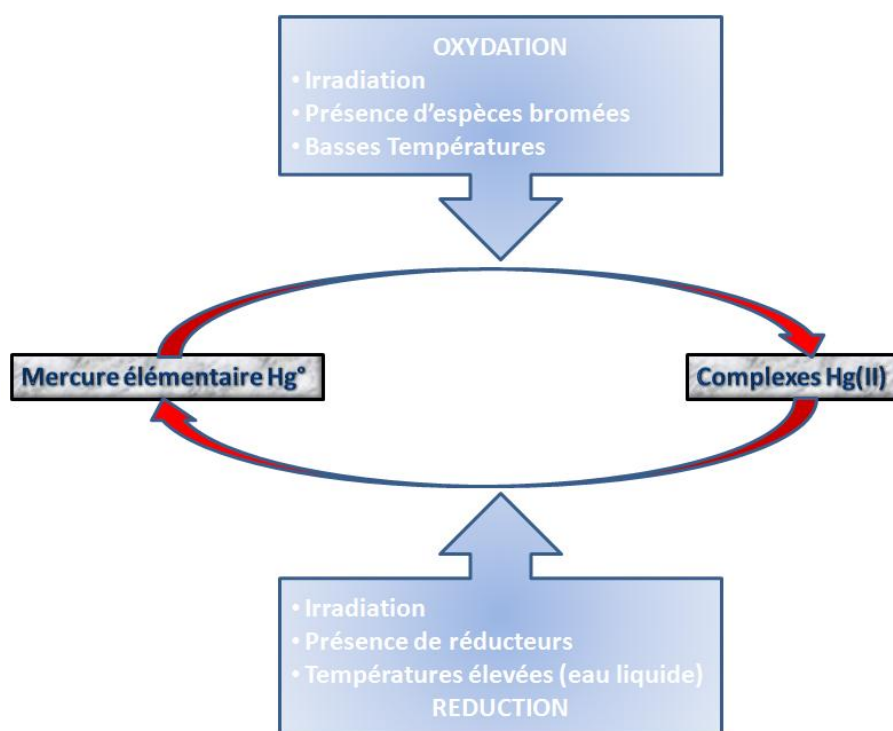 OXYDATION
• Irradiation
• Présence d'espèces bromées
• Basses Températures
Mercure élémentaire Hg°
Complexes Hg(II)
• Irradiation
• Présence de réducteurs
• Températures élevées (eau liquide)
REDUCTION